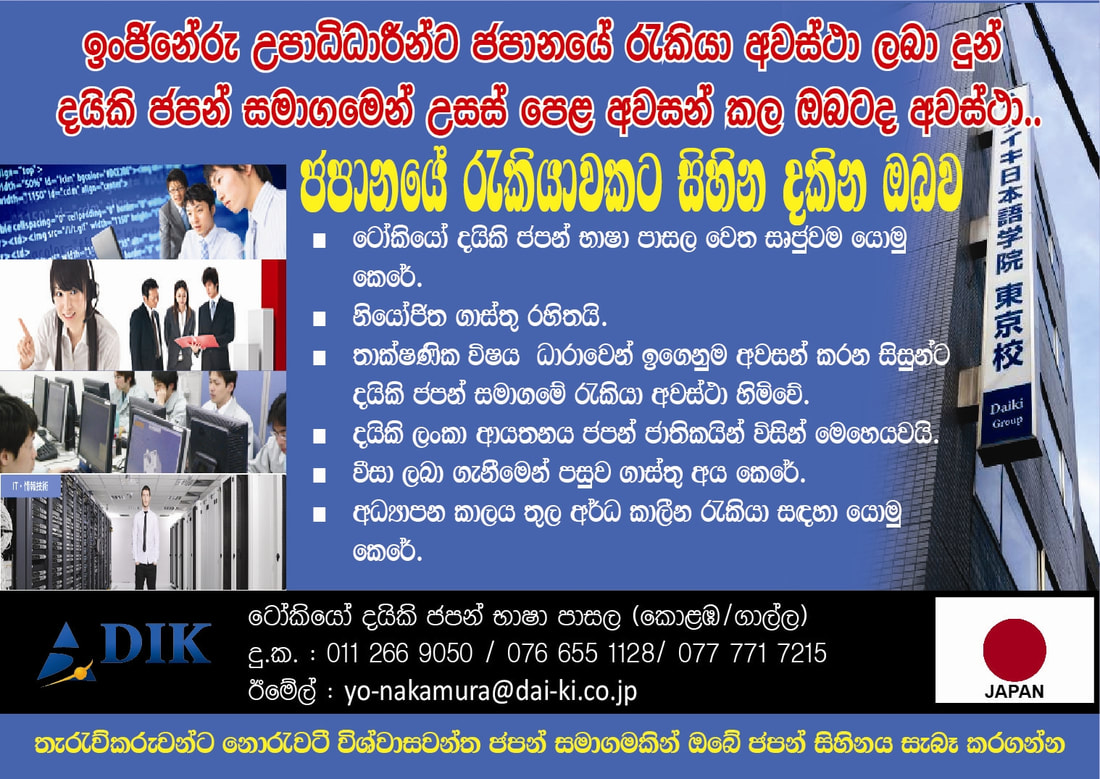 ඉංජිනේරු උපාධිධාරීන්ට ජපානයේ රැකියා අවස්ථා ලබා දුන්
දයිකි ජපන් සමාගමෙන් උසස් පෙළ අවසන් කල ඔබටද අවස්ථා..
ජපානයේ රැකියාවකට සිහින දකින ඔබව
■ ටෝකියෝ දයිකි ජපන් භාෂා පාසල වෙත සෘජුවම යොමු
කෙරේ.
■ නියෝජිත ගාස්තු රහිතයි.
■ තාක්ෂණික විෂය ධාරාවෙන් ඉගෙනුම අවසන් කරන සිසුන්ට
දයිකි ජපන් සමාගමේ රැකියා අවස්ථා හිමිවේ.
■ දයිකි ලංකා ආයතනය ජපන් ජාතිකයින් විසින් මෙහෙයවයි.
■ වීසා ලබා ගැනීමෙන් පසුව ගාස්තු අය කෙරේ.
■ අධ්‍යාපන කාලය තුල අර්ධ කාලීන රැකියා සඳහා යොමු
කෙරේ.
イキ日本語学院 東京校
Daiki
Group
IT・情報技術
DIK
ටෝකියෝ දයිකි ජපන් භාෂා පාසල (කොළඹ/ගාල්ල)
දු.ක. : 011 266 9050 / 076 655 1128/ 077 771 7215
ඊමේල් : yo-nakamura@dai-ki.co.jp
JAPAN
තැරැව්කරුවන්ට නොරැවටී විශ්වාසවන්ත ජපන් සමාගමකින් ඔබේ ජපන් සිහිනය සැබෑ කරගන්න